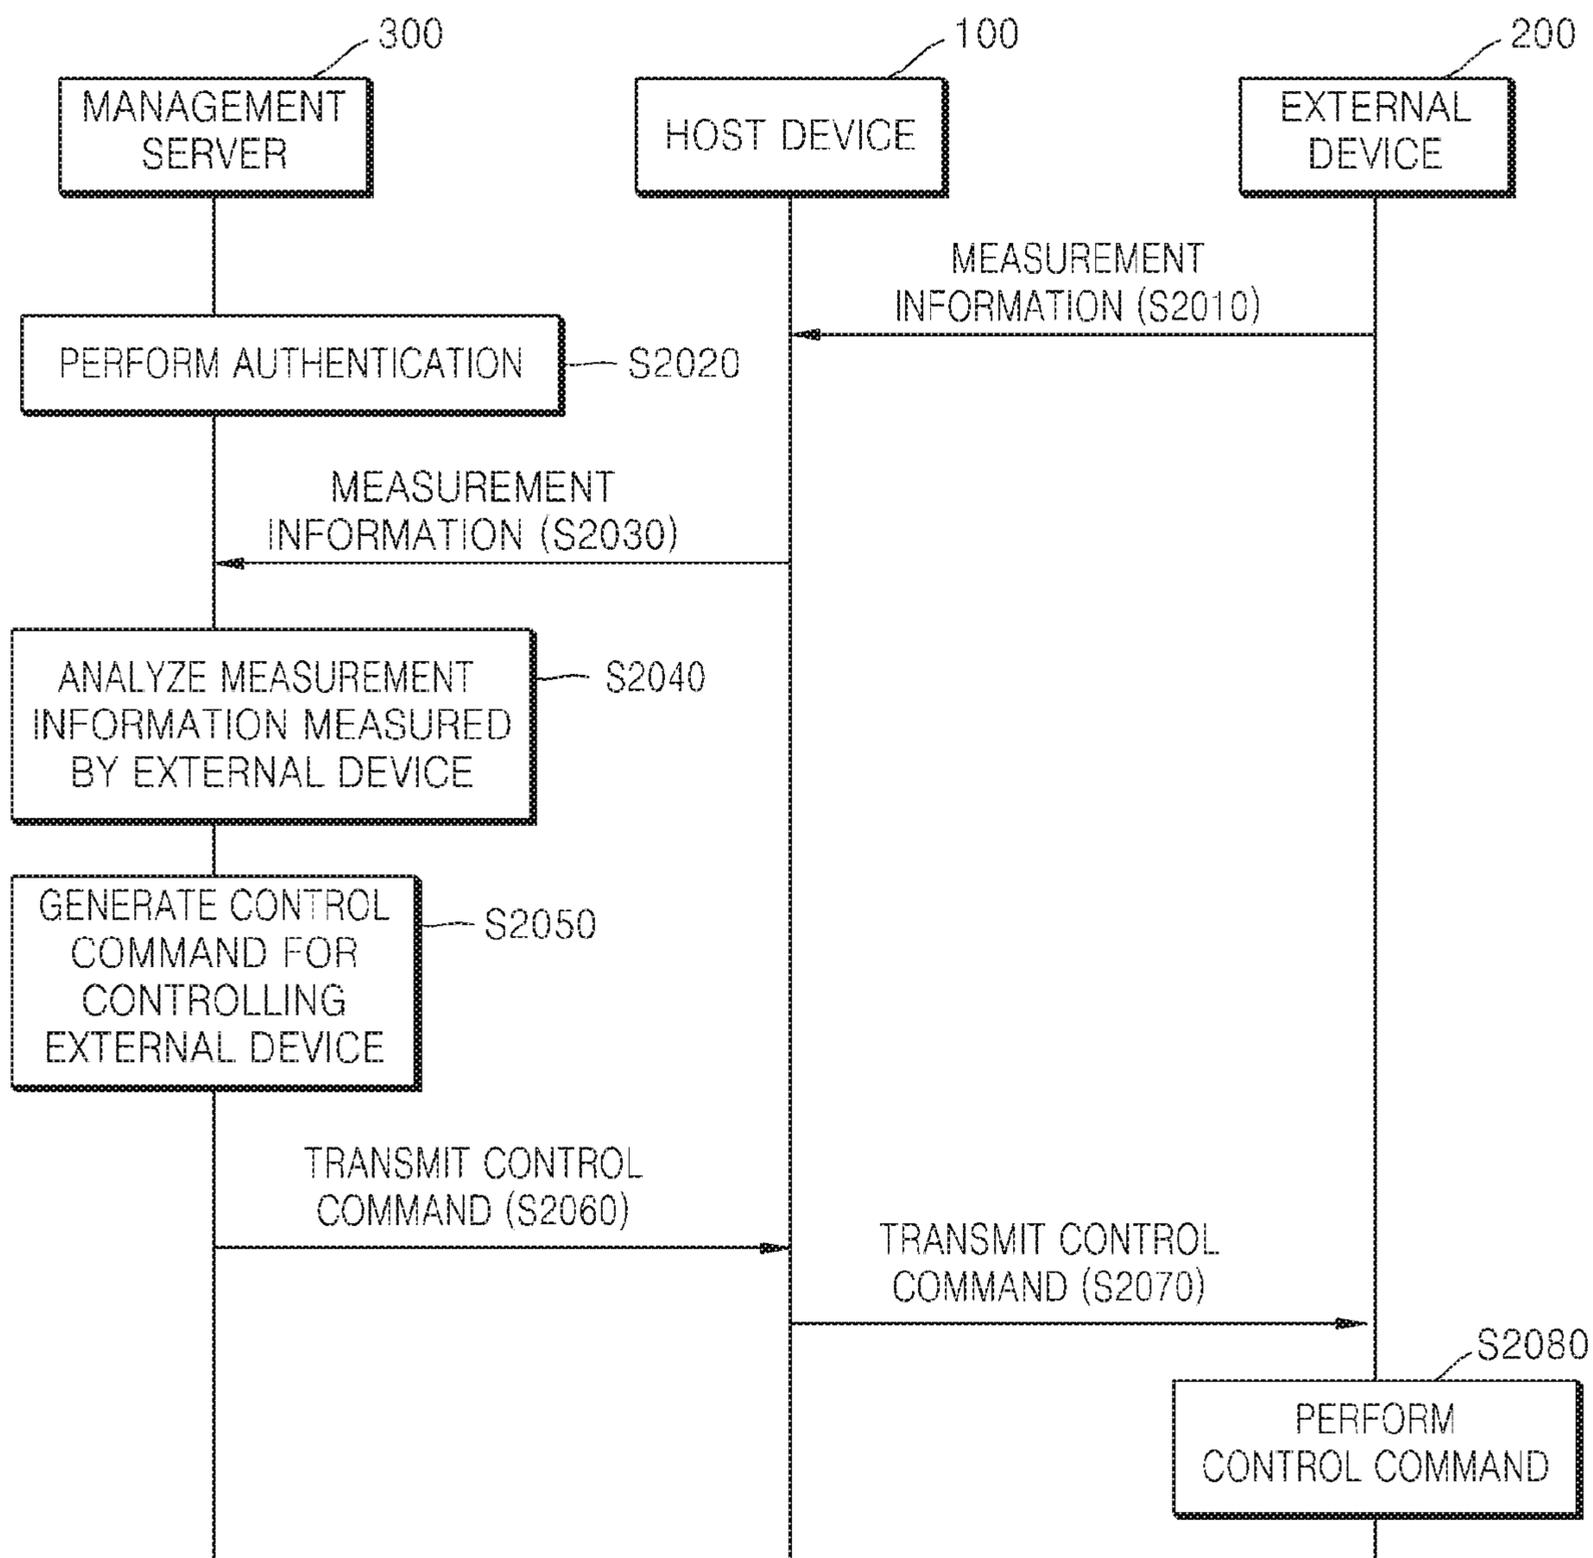 300
100
200
MANAGEMENT
SERVER
HOST DEVICE
EXTERNAL
DEVICE
MEASUREMENT
INFORMATION (S2010)
PERFORM AUTHENTICATION
S2020
MEASUREMENT
INFORMATION (S2030)
ANALYZE MEASUREMENT
INFORMATION MEASURED
BY EXTERNAL DEVICE
S2040
GENERATE CONTROL
COMMAND FOR
CONTROLLING
EXTERNAL DEVICE
S2050
TRANSMIT CONTROL
COMMAND (S2060)
TRANSMIT CONTROL
COMMAND (S2070)
S2080
PERFORM
CONTROL COMMAND